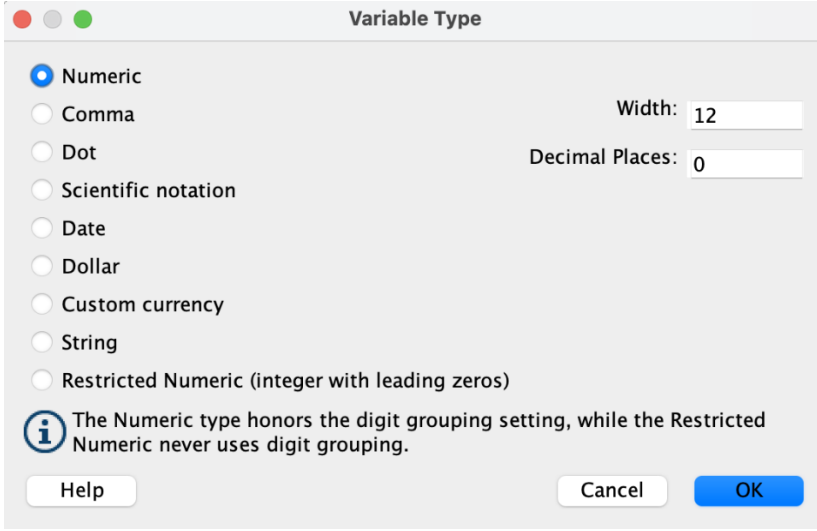 Variable Type
Numeric
Comma
Width: 12
Dot
Decimal Places: 0
Scientific notation
Date
Dollar
Custom currency
String
Restricted Numeric (integer with leading zeros)
The Numeric type honors the digit grouping setting, while the Restricted
Numeric never uses digit grouping.
Help Cancel OK